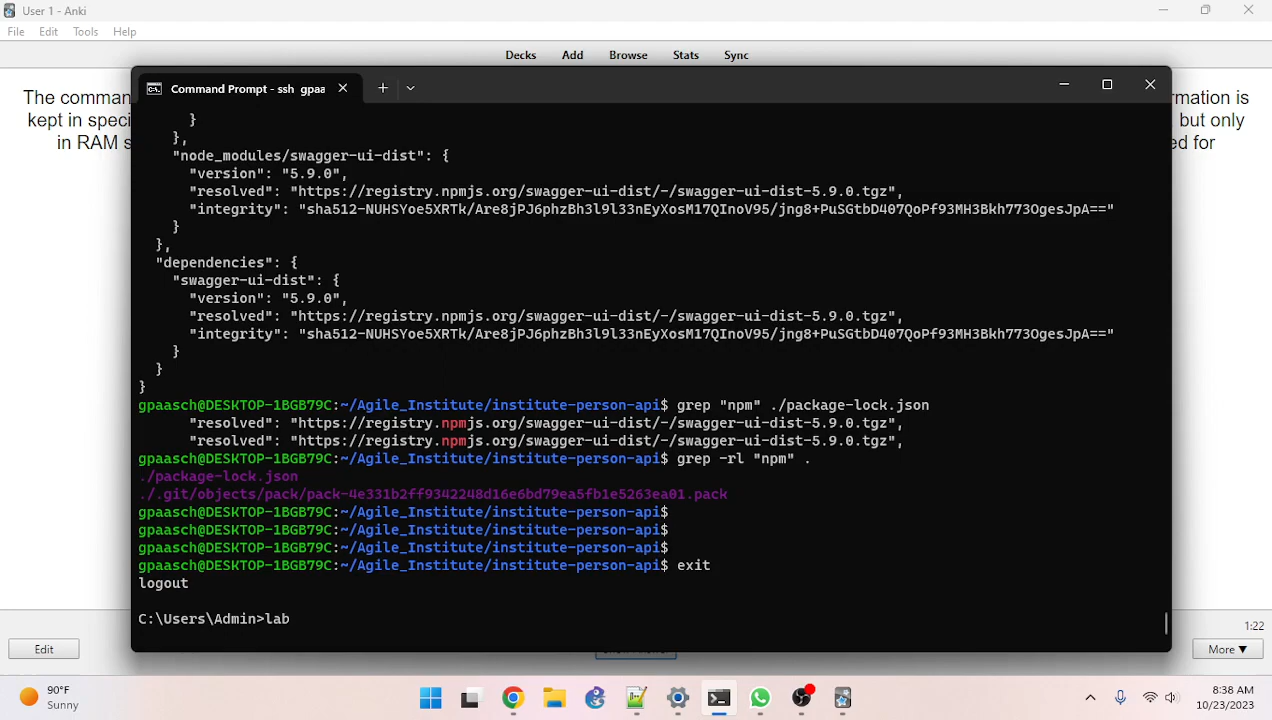 User 1 - Anki
File Edit Tools Help
Decks Add Browse Stats Sync
Command Prompt - ssh gpaa
The comman
rmation is
kept in speci
but only
in RAM s
ed for
}
},
"node_modules/swagger-ui-dist": {
"version": "5.9.0",
"resolved": "https://registry.npmjs.org/swagger-ui-dist/-/swagger-ui-dist-5.9.0.tgz",
"integrity": "sha512-NUHSYoe5XRTk/Are8jPJ6phzBh3l9l33nEyXosM17QInoV95/jng8+PuSGtbD407QoPf93MH3Bkh773OgesJpA=="
}
},
"dependencies": {
"swagger-ui-dist": {
"version": "5.9.0",
"resolved": "https://registry.npmjs.org/swagger-ui-dist/-/swagger-ui-dist-5.9.0.tgz",
"integrity": "sha512-NUHSYoe5XRTk/Are8jPJ6phzBh3l9l33nEyXosM17QInoV95/jng8+PuSGtbD407QoPf93MH3Bkh773OgesJpA=="
}
}
}
gpaasch@DESKTOP-1BGB79C:~/Agile_Institute/institute-person-api$ grep "npm" ./package-lock.json
"resolved": "https://registry.npmjs.org/swagger-ui-dist/-/swagger-ui-dist-5.9.0.tgz",
"resolved": "https://registry.npmjs.org/swagger-ui-dist/-/swagger-ui-dist-5.9.0.tgz",
gpaasch@DESKTOP-1BGB79C:~/Agile_Institute/institute-person-api$ grep -rl "npm" .
./package-lock.json
./.git/objects/pack/pack-4e331b2ff9342248d16e6bd79ea5fb1e5263ea01.pack
gpaasch@DESKTOP-1BGB79C:~/Agile_Institute/institute-person-api$
gpaasch@DESKTOP-1BGB79C:~/Agile_Institute/institute-person-api$
gpaasch@DESKTOP-1BGB79C:~/Agile_Institute/institute-person-api$
gpaasch@DESKTOP-1BGB79C:~/Agile_Institute/institute-person-api$ exit
logout
C:\Users\Admin>lab
1:22
Edit
More ▼
90°F
Sunny
8:38 AM
10/23/2023